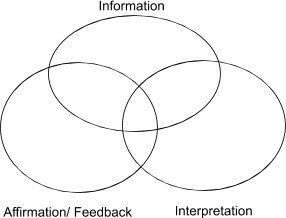 Information
Affirmation/ Feedback
Interpretation